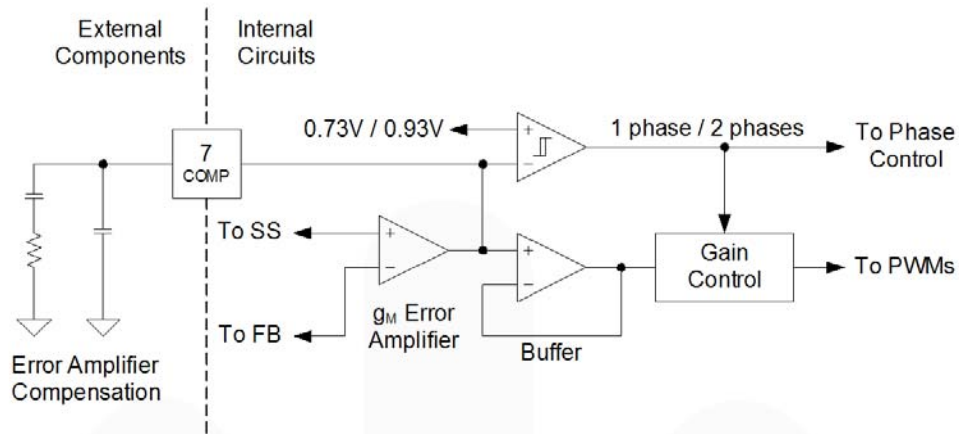 External
Components
Internal
Circuits
0.73V / 0.93V
+
−
1 phase / 2 phases
To Phase
Control
7
COMP
To SS
+
−
+
−
Gain
Control
To PWMs
To FB
gM Error
Amplifier
Buffer
Error Amplifier
Compensation